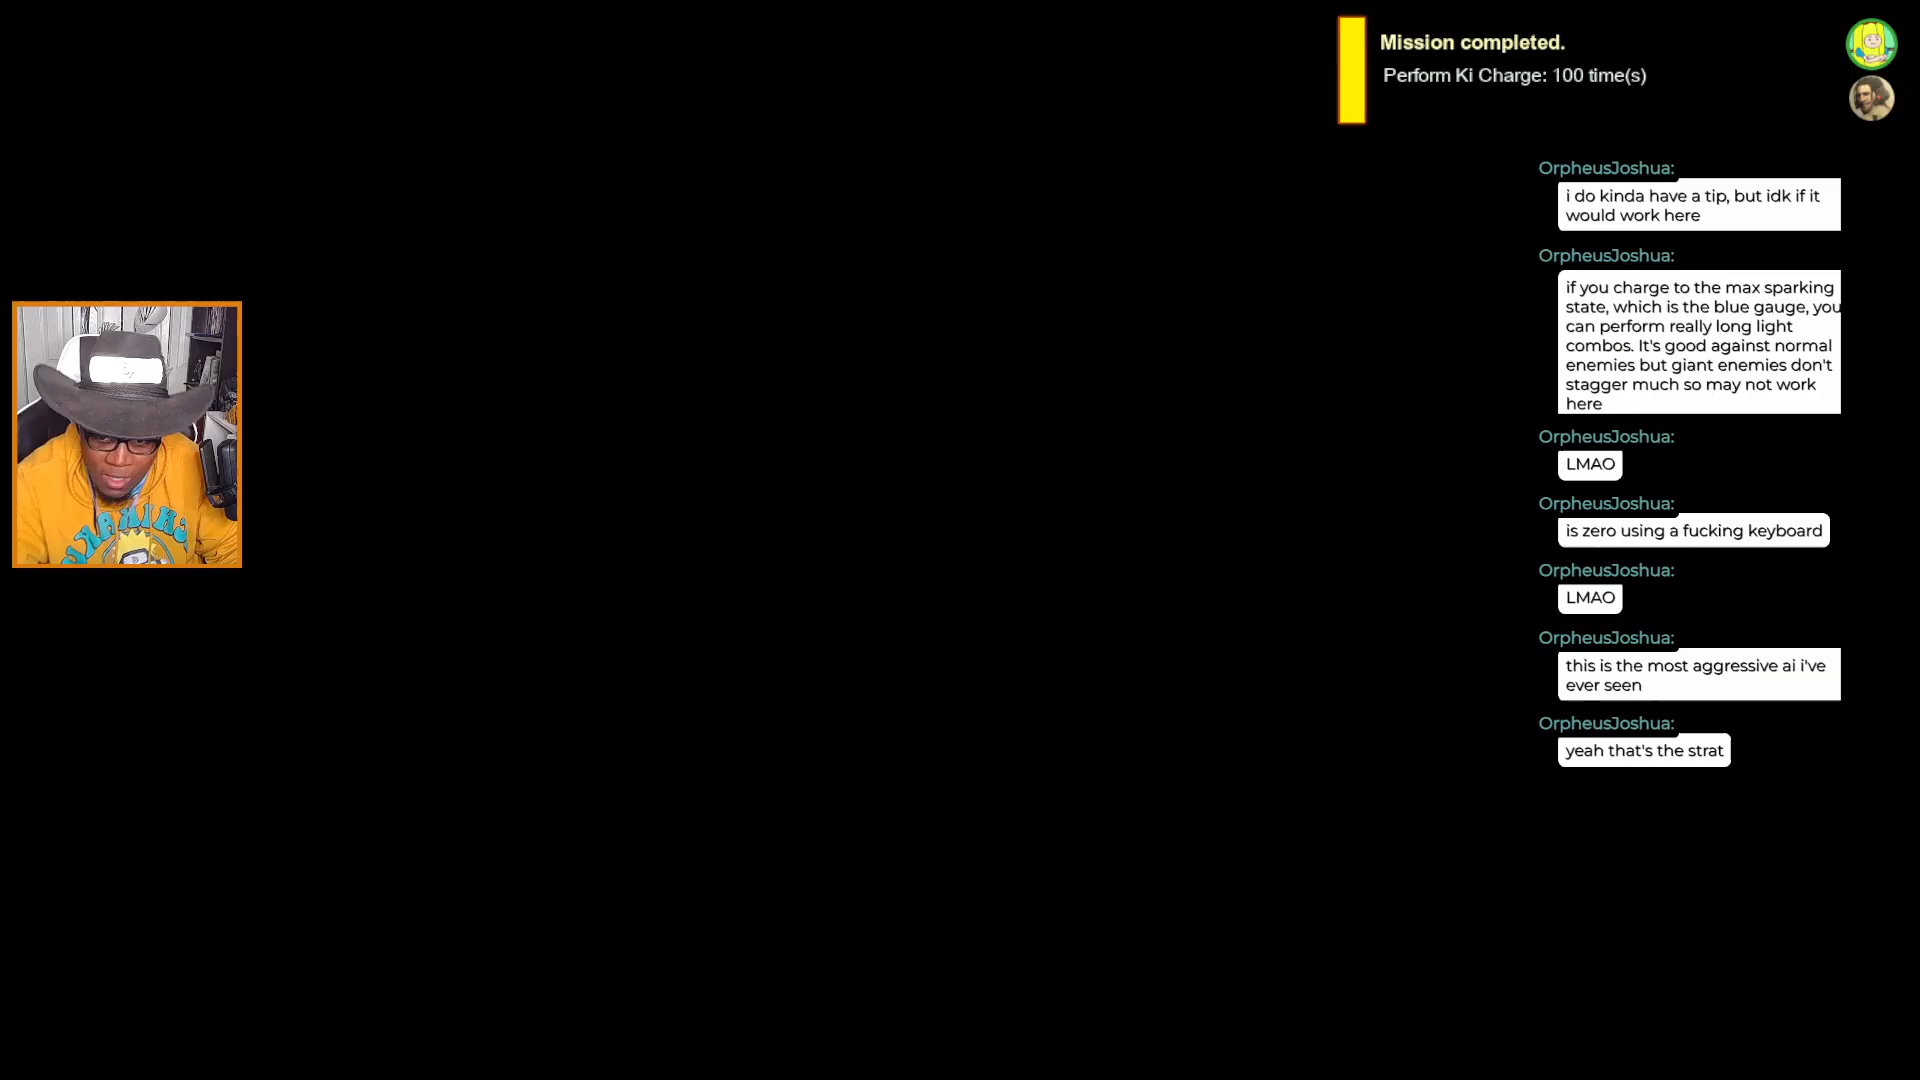 Mission completed.
Perform Ki Charge: 100 time(s)
OrpheusJoshua:
i do kinda have a tip, but idk if it
would work here
OrpheusJoshua:
if you charge to the max sparking
state, which is the blue gauge, you
can perform really long light
combos. It's good against normal
enemies but giant enemies don't
stagger much so may not work
here
OrpheusJoshua:
LMAO
OrpheusJoshua:
is zero using a fucking keyboard
OrpheusJoshua:
LMAO
OrpheusJoshua:
this is the most aggressive ai i've
ever seen
OrpheusJoshua:
yeah that's the strat